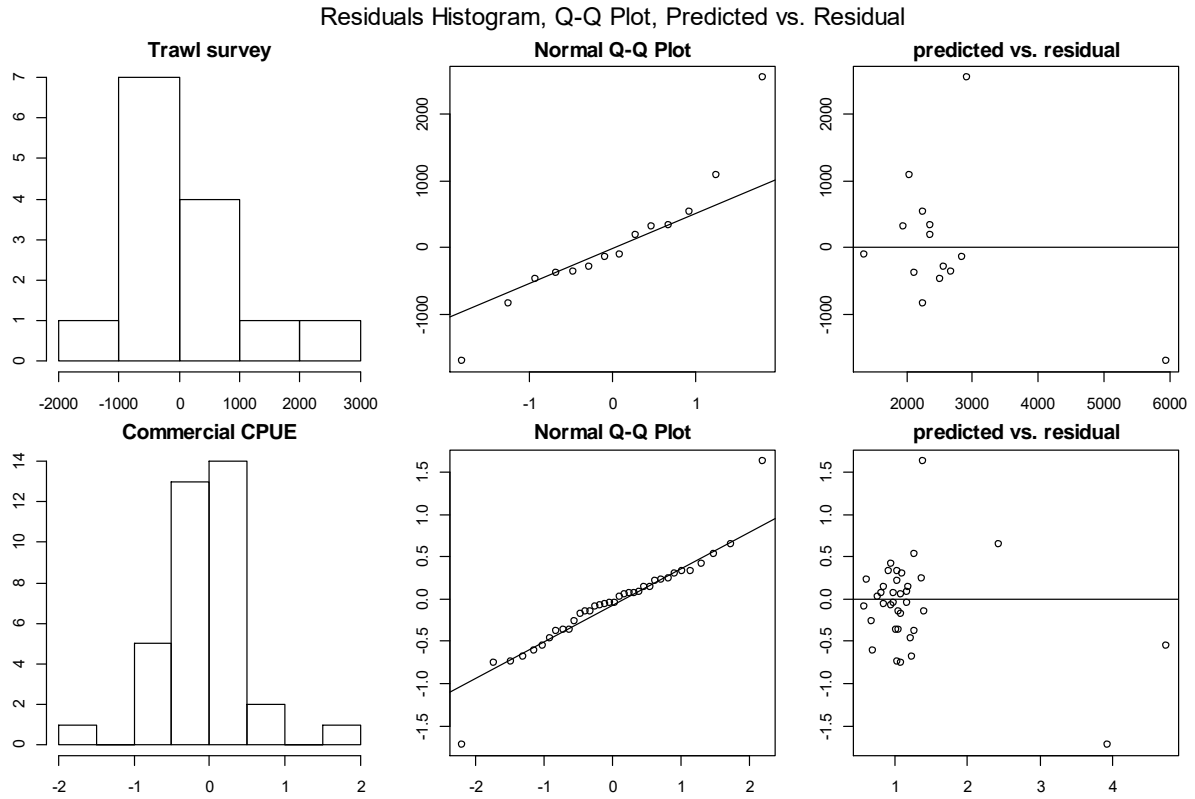 Residuals Histogram, Q-Q Plot, Predicted vs. Residual
Trawl survey
Normal Q-Q Plot
predicted vs. residual
7
6
5
4
3
2
1
0
-2000 -1000 0 1000 2000 3000
2000
1000
0
-1000
-1 0 1
2000
1000
0
-1000
2000 3000 4000 5000 6000
Commercial CPUE
Normal Q-Q Plot
predicted vs. residual
14
12
10
8
6
4
2
0
-2 -1 0 1 2
1.5
1.0
0.5
0.0
-0.5
-1.0
-1.5
-2 -1 0 1 2
1.5
1.0
0.5
0.0
-0.5
-1.0
-1.5
1 2 3 4